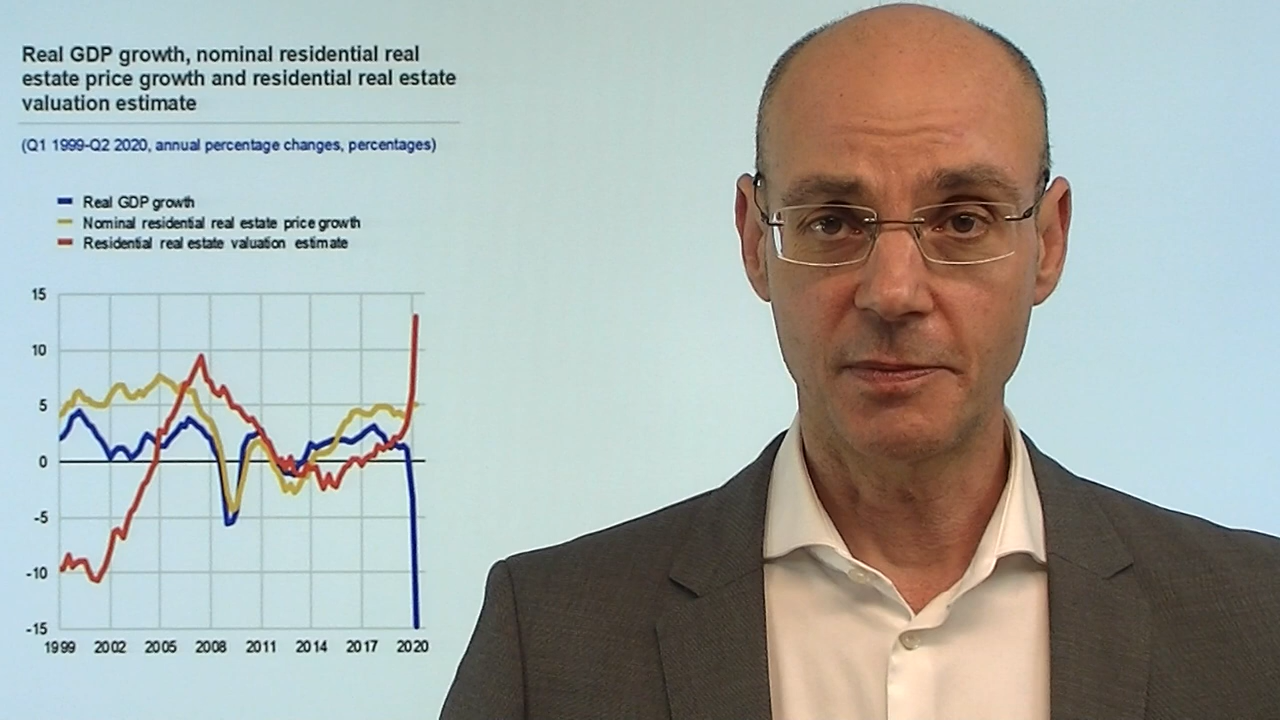 Real GDP growth, nominal residential real
estate price growth and residential real estate
valuation estimate
(Q1 1999-Q2 2020, annual percentage changes, percentages)
Real GDP growth
Nominal residential real estate price growth
Residential real estate valuation estimate
15
10
5
0
-5
-10
-15
1999 2002 2005 2008 2011 2014 2017 2020